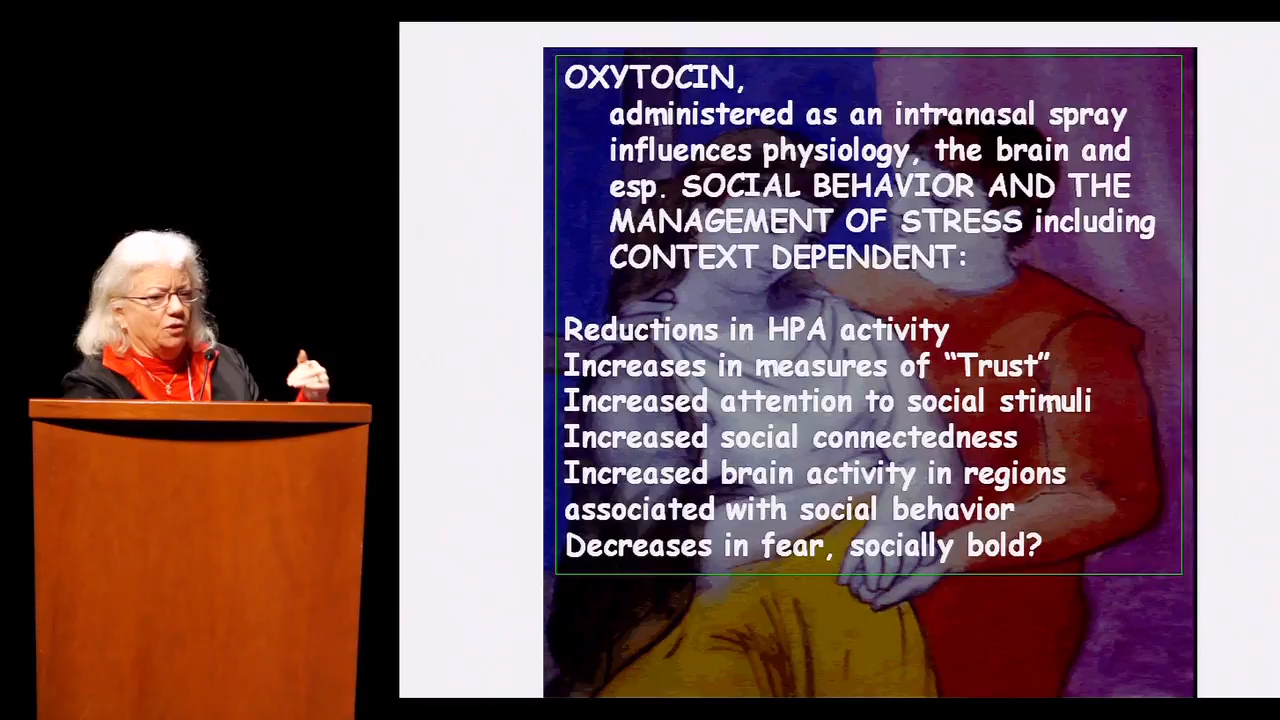 OXYTOCIN,
administered as an intranasal spray
influences physiology, the brain and
esp. SOCIAL BEHAVIOR AND THE
MANAGEMENT OF STRESS including
CONTEXT DEPENDENT:
Reductions in HPA activity
Increases in measures of “Trust”
Increased attention to social stimuli
Increased social connectedness
Increased brain activity in regions
associated with social behavior
Decreases in fear, socially bold?